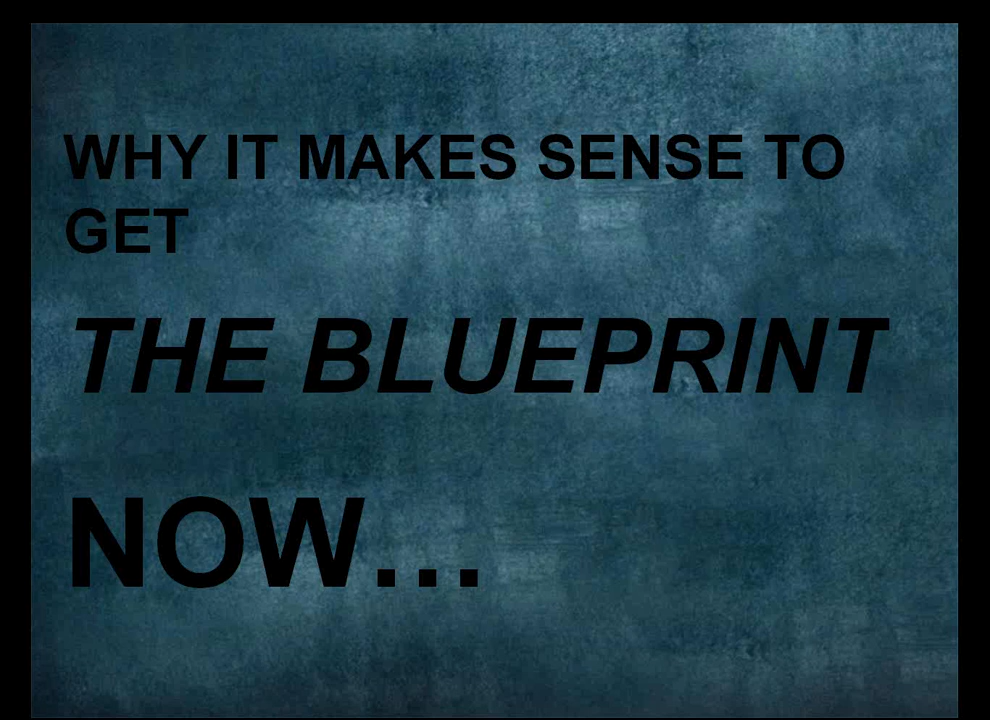 WHY IT MAKES SENSE TO
GET
THE BLUEPRINT
NOW...